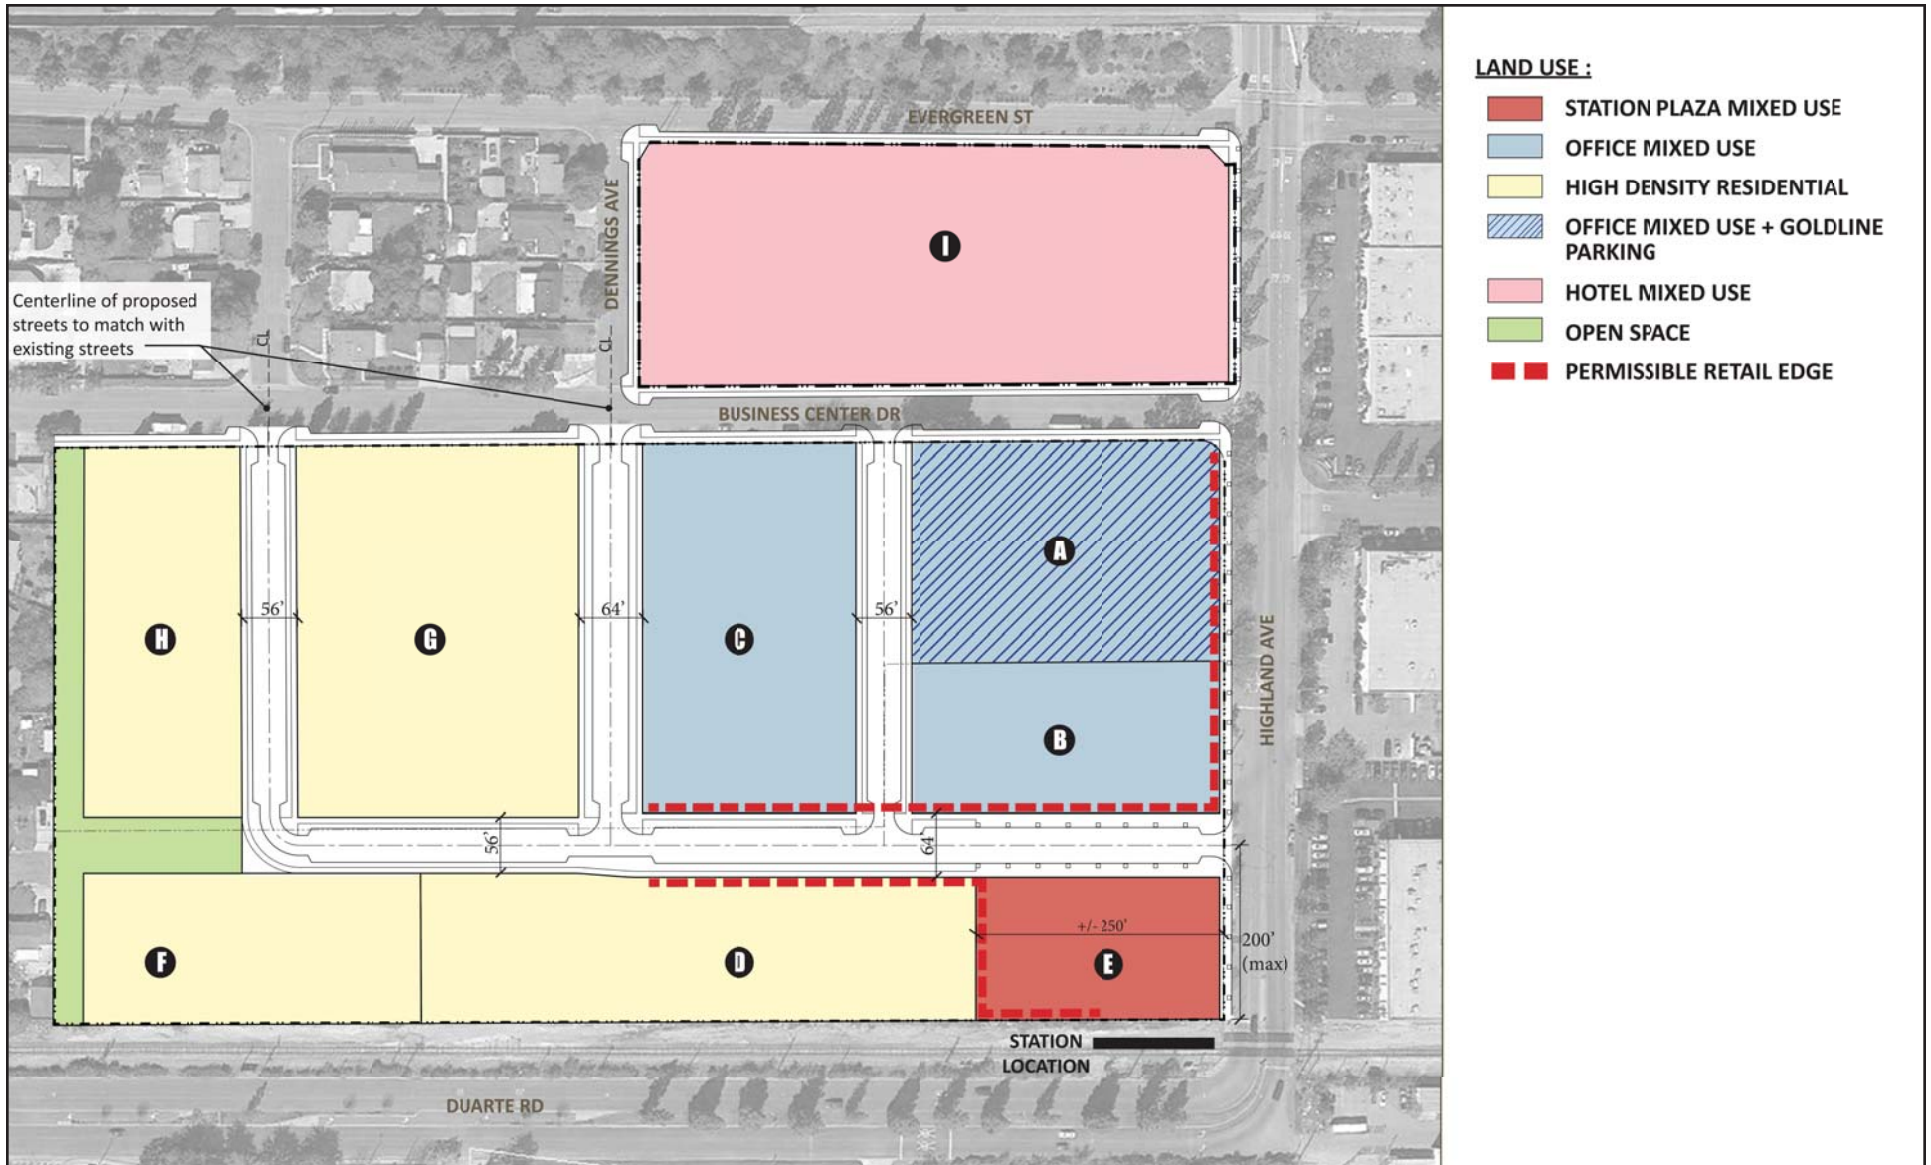 LAND USE :
STATION PLAZA MIXED USE
OFFICE MIXED USE
HIGH DENSITY RESIDENTIAL
OFFICE MIXED USE + GOLDLINE
PARKING
HOTEL MIXED USE
OPEN SPACE
PERMISSIBLE RETAIL EDGE
EVERGREEN ST
DENNINGS AVE
I
Centerline of proposed
streets to match with
existing streets
CL
CL
BUSINESS CENTER DR
A
56'
64'
56'
H
G
C
HIGHLAND AVE
B
56'
64'
+/- 250'
200'
(max)
F
D
E
STATION
LOCATION
DUARTE RD